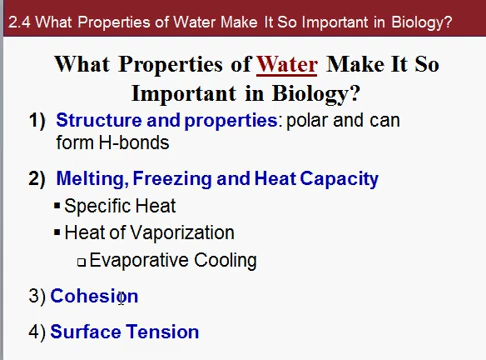 2.4 What Properties of Water Make It So Important in Biology?
What Properties of Water Make It So
Important in Biology?
1) Structure and properties: polar and can
form H-bonds
2) Melting, Freezing and Heat Capacity
▪ Specific Heat
▪ Heat of Vaporization
❑ Evaporative Cooling
3) Cohesion
4) Surface Tension